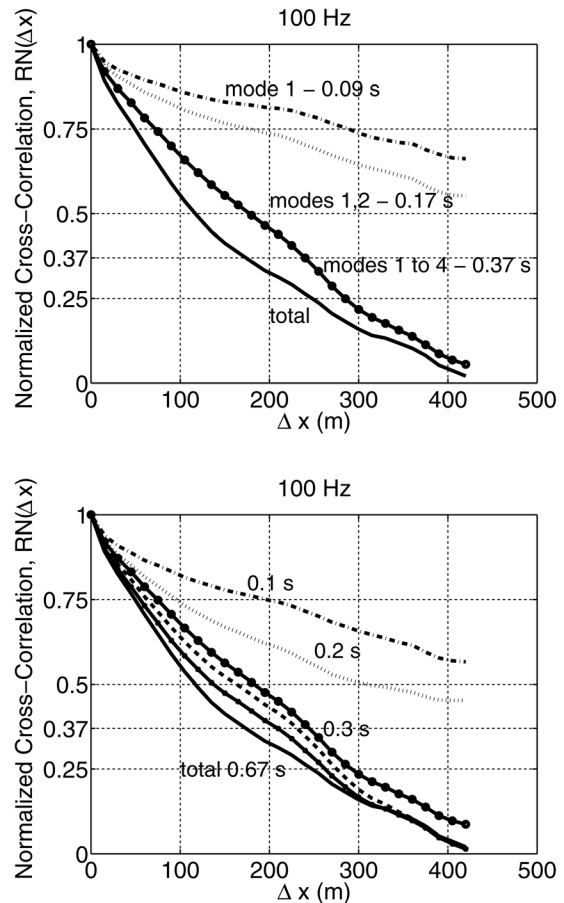 100 Hz
Normalized Cross−Correlation, RN(Δx)
1
0.75
0.5
0.37
0.25
0
mode 1 − 0.09 s
modes 1,2 − 0.17 s
modes 1 to 4 − 0.37 s
total
0 100 200 300 400 500
Δ x (m)
100 Hz
Normalized Cross−Correlation, RN(Δx)
1
0.75
0.5
0.37
0.25
0
0.1 s
0.2 s
0.3 s
total 0.67 s
0 100 200 300 400 500
Δ x (m)